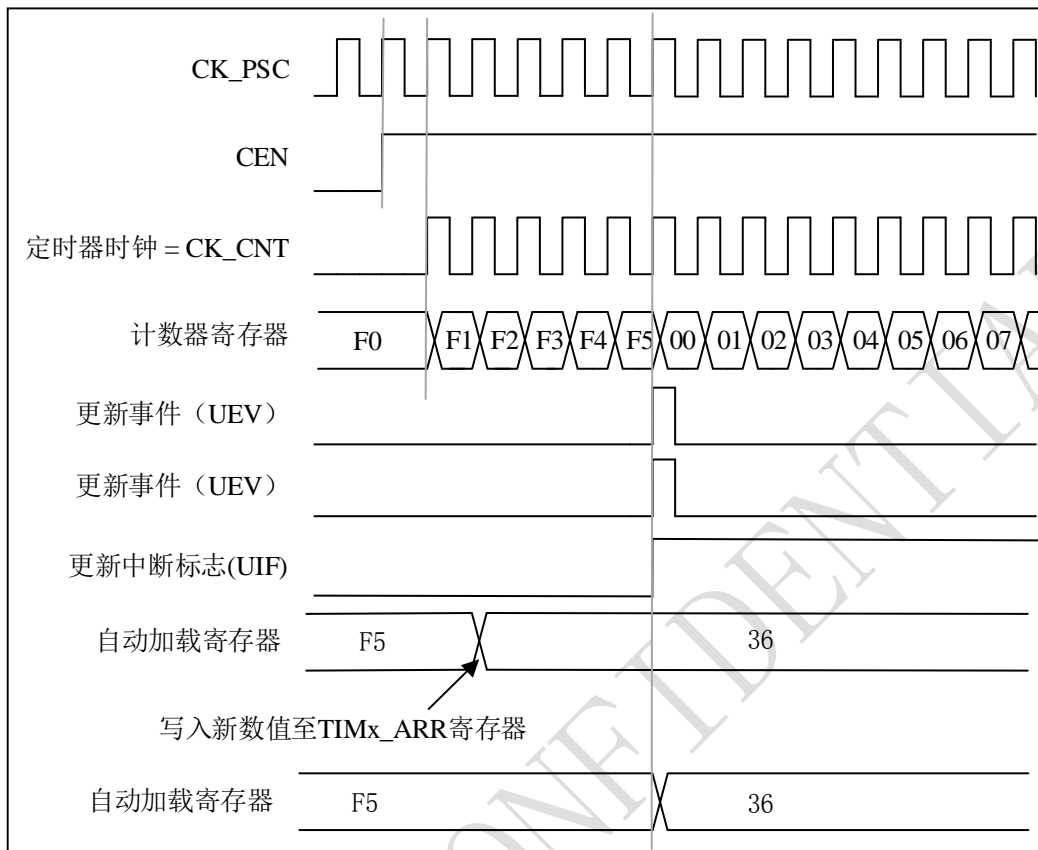 CK_PSC
CEN
定时器时钟 = CK_CNT
计数器寄存器 F0 F1 F2 F3 F4 F5 00 01 02 03 04 05 06 07
更新事件（UEV）
更新事件（UEV）
更新中断标志(UIF)
自动加载寄存器 F5 36
写入新数值至TIMx_ARR寄存器
自动加载寄存器 F5 36
ONFIDENTIA